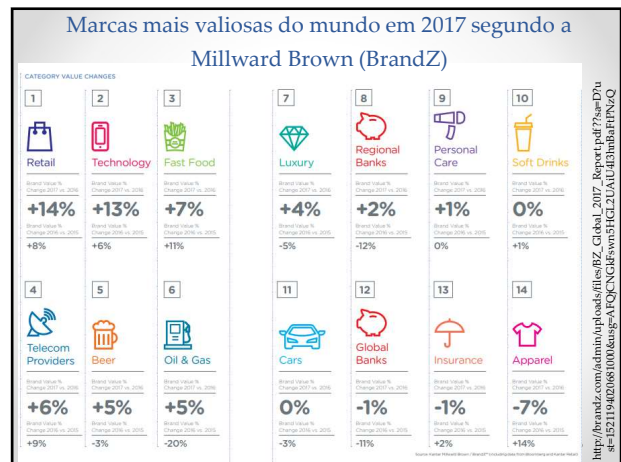 Marcas mais valiosas do mundo em 2017 segundo a
Millward Brown (BrandZ)
CATEGORY VALUE CHANGES
1
Retail
Brand Value %
Change 2017 vs. 2016
+14%
Brand Value %
Change 2016 vs. 2015
+8%
2
Technology
Brand Value %
Change 2017 vs. 2016
+13%
Brand Value %
Change 2016 vs. 2015
+6%
3
Fast Food
Brand Value %
Change 2017 vs. 2016
+7%
Brand Value %
Change 2016 vs. 2015
+11%
7
Luxury
Brand Value %
Change 2017 vs. 2016
+4%
Brand Value %
Change 2016 vs. 2015
-5%
8
Regional
Banks
Brand Value %
Change 2017 vs. 2016
+2%
Brand Value %
Change 2016 vs. 2015
-12%
9
Personal
Care
Brand Value %
Change 2017 vs. 2016
+1%
Brand Value %
Change 2016 vs. 2015
0%
10
Soft Drinks
Brand Value %
Change 2017 vs. 2016
0%
Brand Value %
Change 2016 vs. 2015
+1%
4
Telecom
Providers
Brand Value %
Change 2017 vs. 2016
+6%
Brand Value %
Change 2016 vs. 2015
+9%
5
Beer
Brand Value %
Change 2017 vs. 2016
+5%
Brand Value %
Change 2016 vs. 2015
-3%
6
Oil & Gas
Brand Value %
Change 2017 vs. 2016
+5%
Brand Value %
Change 2016 vs. 2015
-20%
11
Cars
Brand Value %
Change 2017 vs. 2016
0%
Brand Value %
Change 2016 vs. 2015
-3%
12
Global
Banks
Brand Value %
Change 2017 vs. 2016
-1%
Brand Value %
Change 2016 vs. 2015
-11%
13
Insurance
Brand Value %
Change 2017 vs. 2016
-1%
Brand Value %
Change 2016 vs. 2015
+2%
14
Apparel
Brand Value %
Change 2017 vs. 2016
-7%
Brand Value %
Change 2016 vs. 2015
+14%
Source: Kantar Millward Brown / BrandZ™ (including data from Bloomberg and Kantar Retail)
http://brandz.com/admin/uploads/files/BZ_Global_2017_Report.pdf??sa=D?u